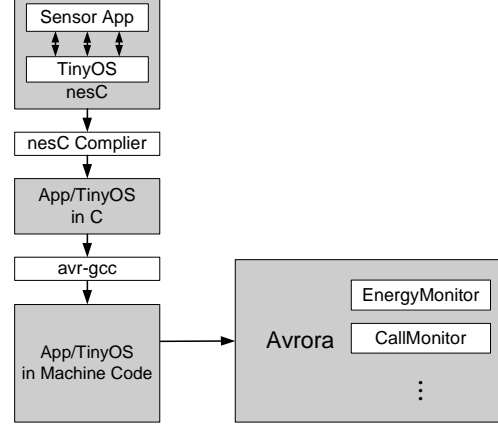 Sensor App
TinyOS
nesC
nesC Complier
App/TinyOS
in C
avr-gcc
App/TinyOS
in Machine Code
Avrora
EnergyMonitor
CallMonitor
⋮